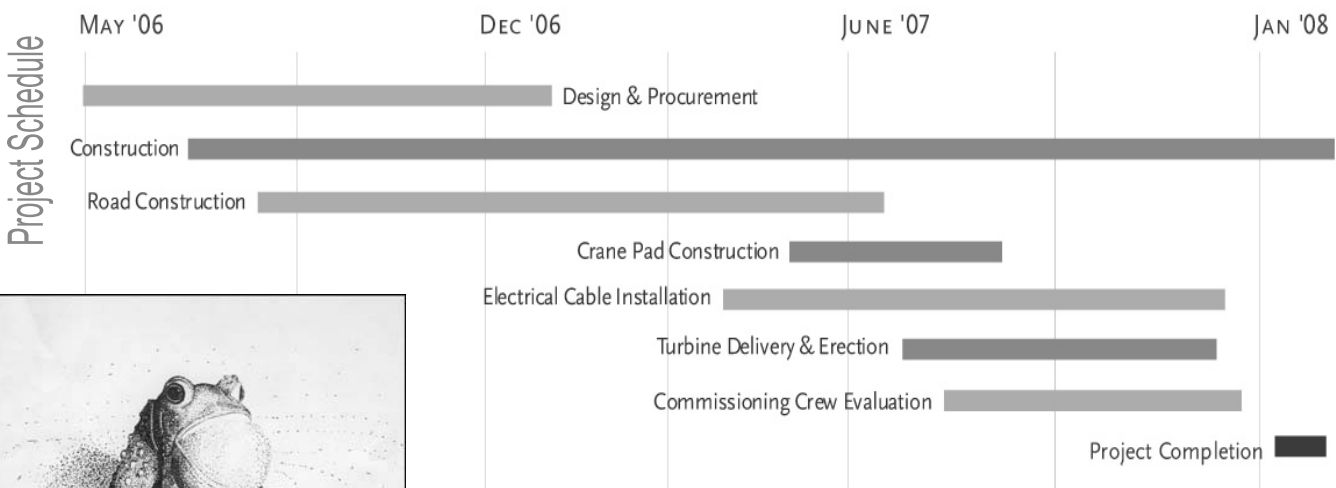 Project Schedule
MAY '06 DEC '06 JUNE '07 JAN '08
Design & Procurement
Construction
Road Construction
Crane Pad Construction
Electrical Cable Installation
Turbine Delivery & Erection
Commissioning Crew Evaluation
Project Completion